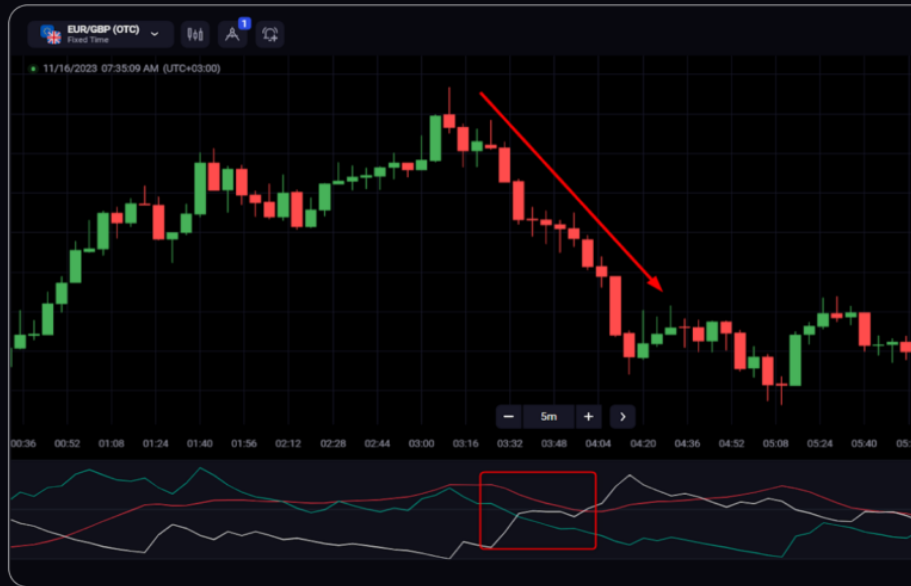 EUR/GBP (OTC)
Fixed Time
1
11/16/2023 07:35:09 AM (UTC+03:00)
− 5m + >
00:36 00:52 01:08 01:24 01:40 01:56 02:12 02:28 02:44 03:00 03:16 03:32 03:48 04:04 04:20 04:36 04:52 05:08 05:24 05:40